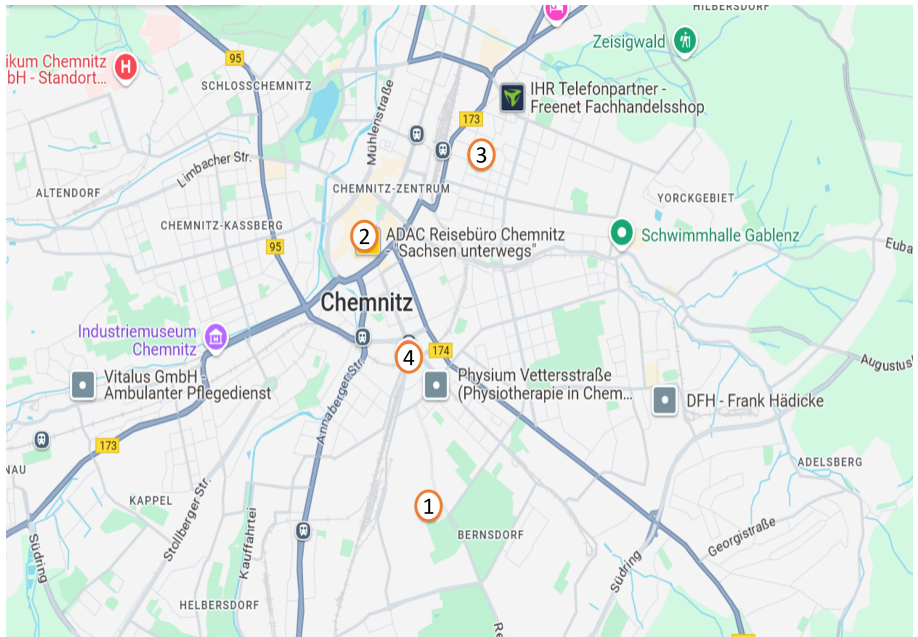 HILBERSDORF
Zeisigwald
95
ikum Chemnitz
bH - Standort...
H
SCHLOSSCHEMNITZ
IHR Telefonpartner -
Freenet Fachhandelsshop
173
Mühlenstraße
3
Limbacher Str.
CHEMNITZ-ZENTRUM
ALTENDORF
YORCKGEBIET
CHEMNITZ-KASSBERG
2
ADAC Reisebüro Chemnitz
"Sachsen unterwegs"
Schwimmhalle Gablenz
95
Euba
Chemnitz
Industriemuseum
Chemnitz
4
174
Augustus
Vitalus GmbH -
Ambulanter Pflegedienst
Physium Vettersstraße
(Physiotherapie in Chem...
DFH - Frank Hädicke
Annaberger Str.
173
NAU
ADELSBERG
KAPPEL
Stollberger Str.
1
BERNSDORF
Georgistraße
Kauffahrtei
Südring
Südring
HELBERSDORF
Re